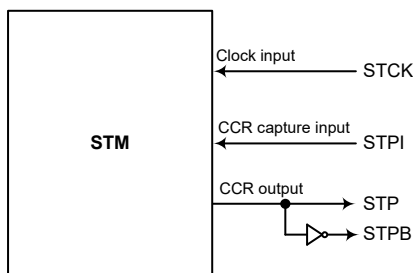 Clock input
STCK
CCR capture input
STM
STPI
CCR output
STP
STPB